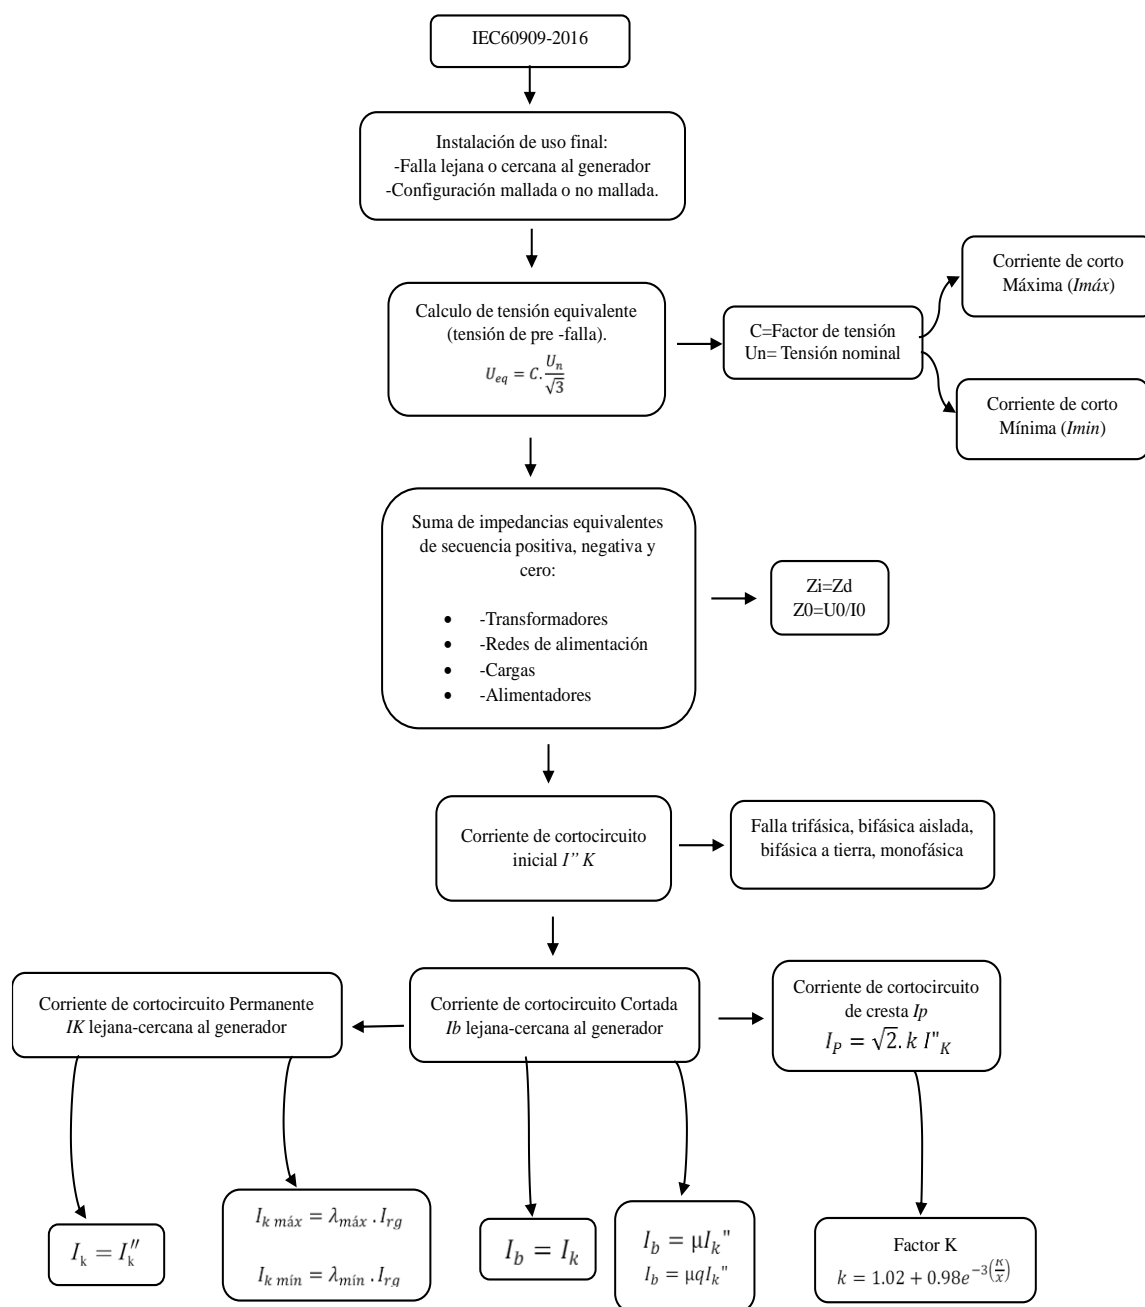 IEC60909-2016
Instalación de uso final:
-Falla lejana o cercana al generador
-Configuración mallada o no mallada.
Calculo de tensión equivalente
(tensión de pre -falla).
U_eq = C. U_n/√3
C=Factor de tensión
Un= Tensión nominal
Corriente de corto
Máxima (Imáx)
Corriente de corto
Mínima (Imin)
Suma de impedancias equivalentes
de secuencia positiva, negativa y
cero:
• -Transformadores
• -Redes de alimentación
• -Cargas
• -Alimentadores
Zi=Zd
Z0=U0/I0
Corriente de cortocircuito
inicial I” K
Falla trifásica, bifásica aislada,
bifásica a tierra, monofásica
Corriente de cortocircuito Permanente
IK lejana-cercana al generador
Corriente de cortocircuito Cortada
Ib lejana-cercana al generador
Corriente de cortocircuito
de cresta Ip
I_P = √2. k I"_K
I_k = I_k''
I_k máx = λ_máx . I_rg
I_k mín = λ_mín . I_rg
I_b = I_k
I_b = μI_k"
I_b = μqI_k"
Factor K
k = 1.02 + 0.98e^−3(R/x)